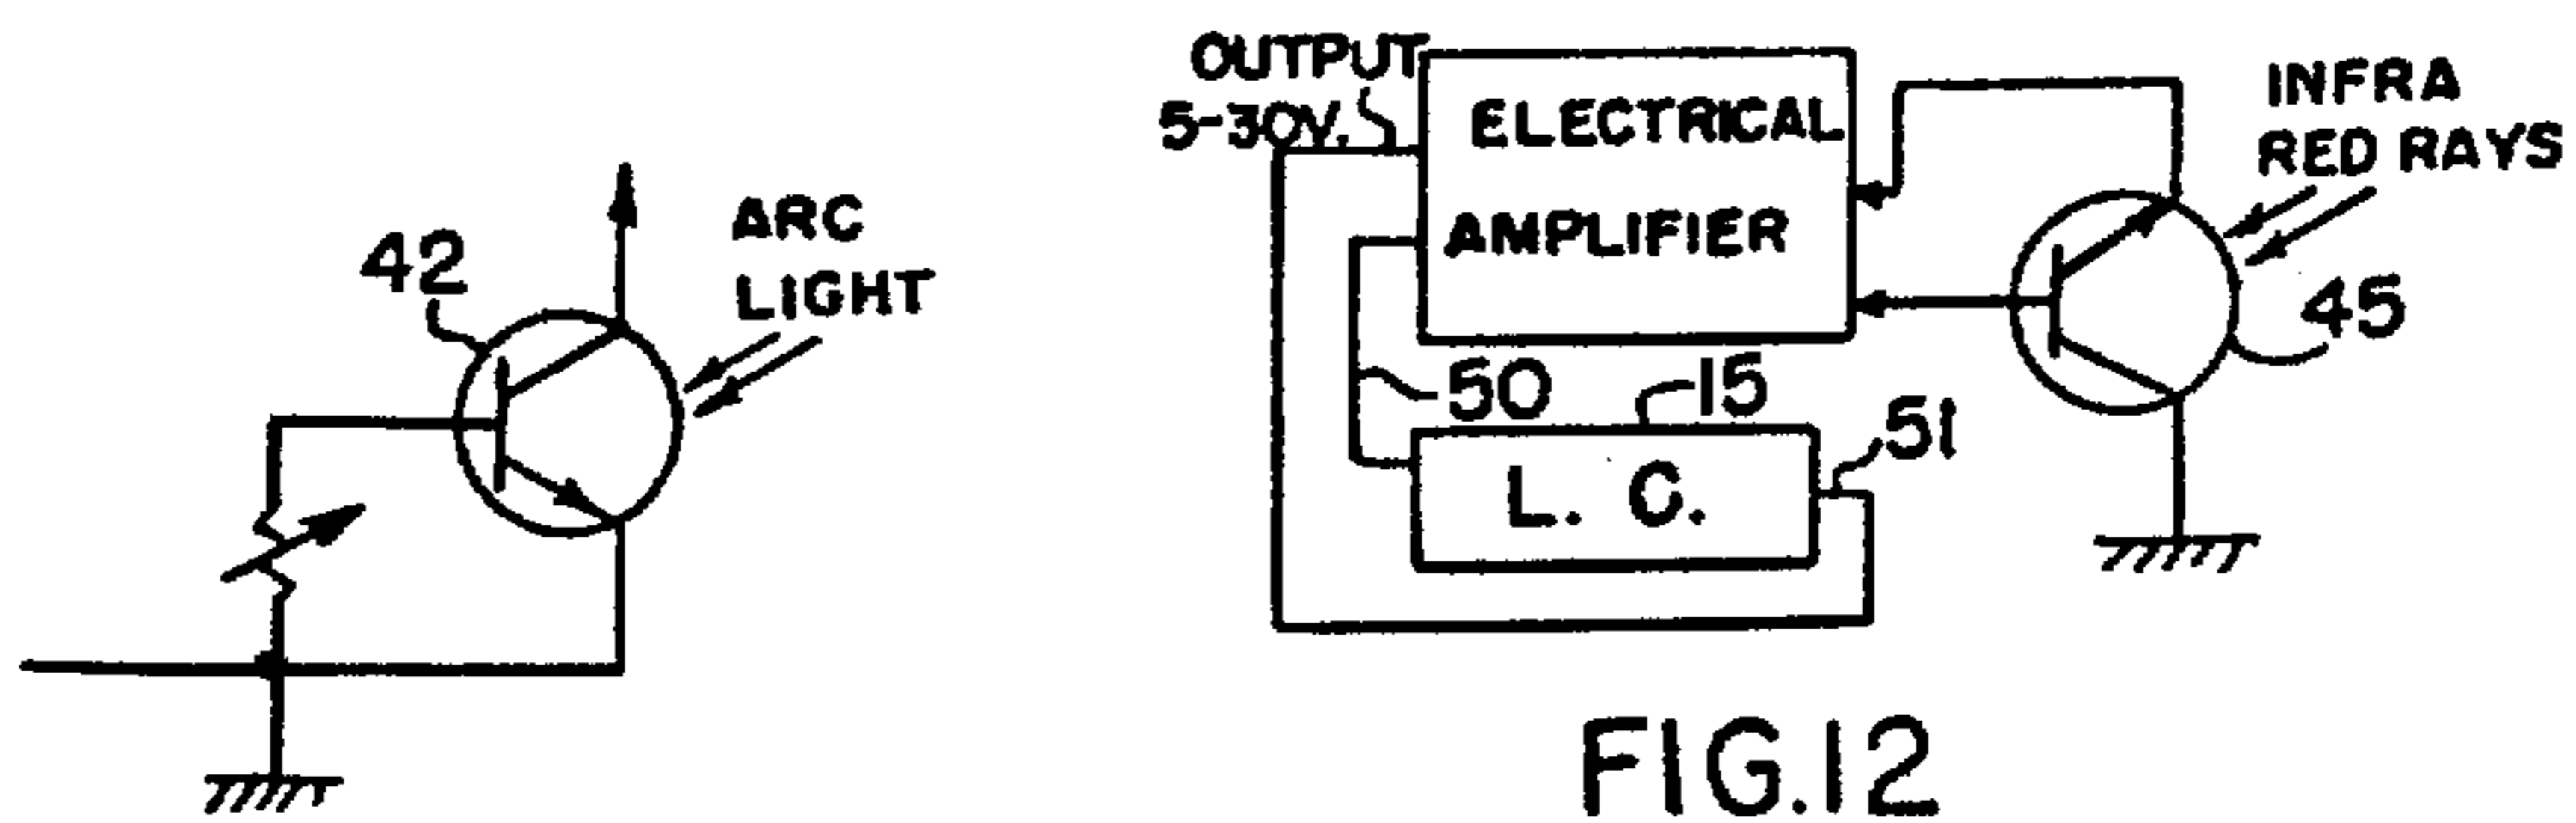 42
ARC
LIGHT
OUTPUT
5-30V.
ELECTRICAL
AMPLIFIER
INFRA
RED RAYS
45
50
15
51
L. C.
FIG.12